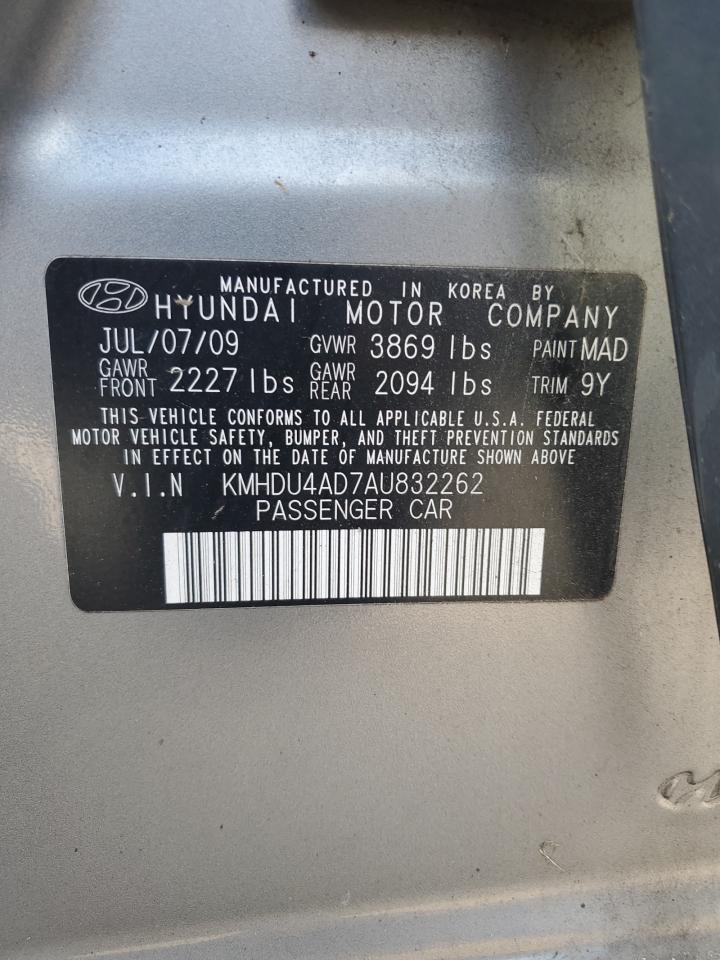 MANUFACTURED IN KOREA BY
HYUNDAI MOTOR COMPANY
JUL/07/09 GVWR 3869 lbs PAINT MAD
GAWR FRONT 2227 lbs GAWR REAR 2094 lbs TRIM 9Y
THIS VEHICLE CONFORMS TO ALL APPLICABLE U.S.A. FEDERAL
MOTOR VEHICLE SAFETY, BUMPER, AND THEFT PREVENTION STANDARDS
IN EFFECT ON THE DATE OF MANUFACTURE SHOWN ABOVE
V.I.N KMHDU4AD7AU832262
PASSENGER CAR